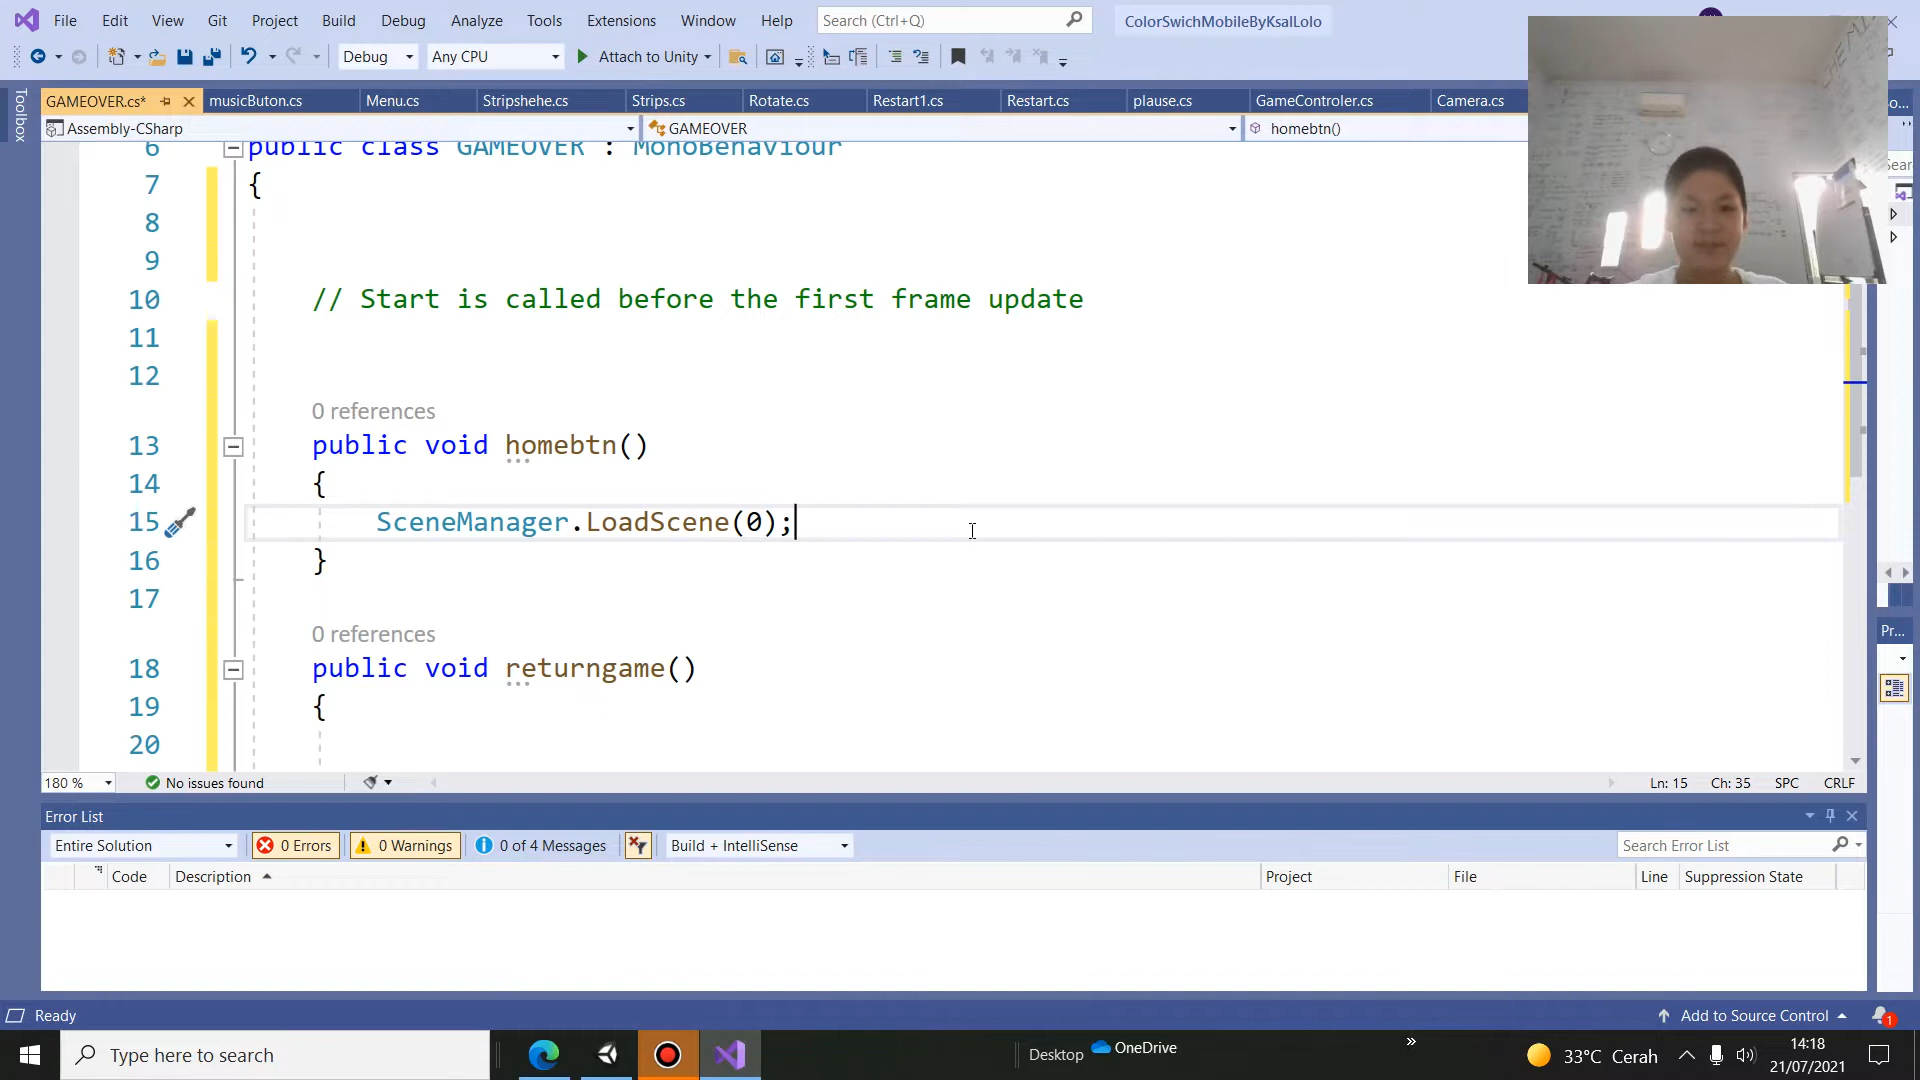 File Edit View Git Project Build Debug Test Analyze Tools Extensions Window Help Search (Ctrl+Q) ColorSwichMobileByKsalLolo
Debug Any CPU Attach to Unity
Toolbox
GAMEOVER.cs* musicButon.cs Menu.cs Stripshehe.cs Strips.cs Rotate.cs Restart1.cs Restart.cs plause.cs GameControler.cs Camera.cs
Assembly-CSharp GAMEOVER homebtn()
6 public class GAMEOVER : MonoBehaviour
7 {
8
9
10 // Start is called before the first frame update
11
12
0 references
13 public void homebtn()
14 {
15 SceneManager.LoadScene(0);
16 }
17
0 references
18 public void returngame()
19 {
20
180 % No issues found Ln: 15 Ch: 35 SPC CRLF
Pr...
Error List
Entire Solution 0 Errors 0 Warnings 0 of 4 Messages Build + IntelliSense Search Error List
Code Description Project File Line Suppression State
Ready Add to Source Control 1
Type here to search Desktop OneDrive » 33°C Cerah 14:18
21/07/2021